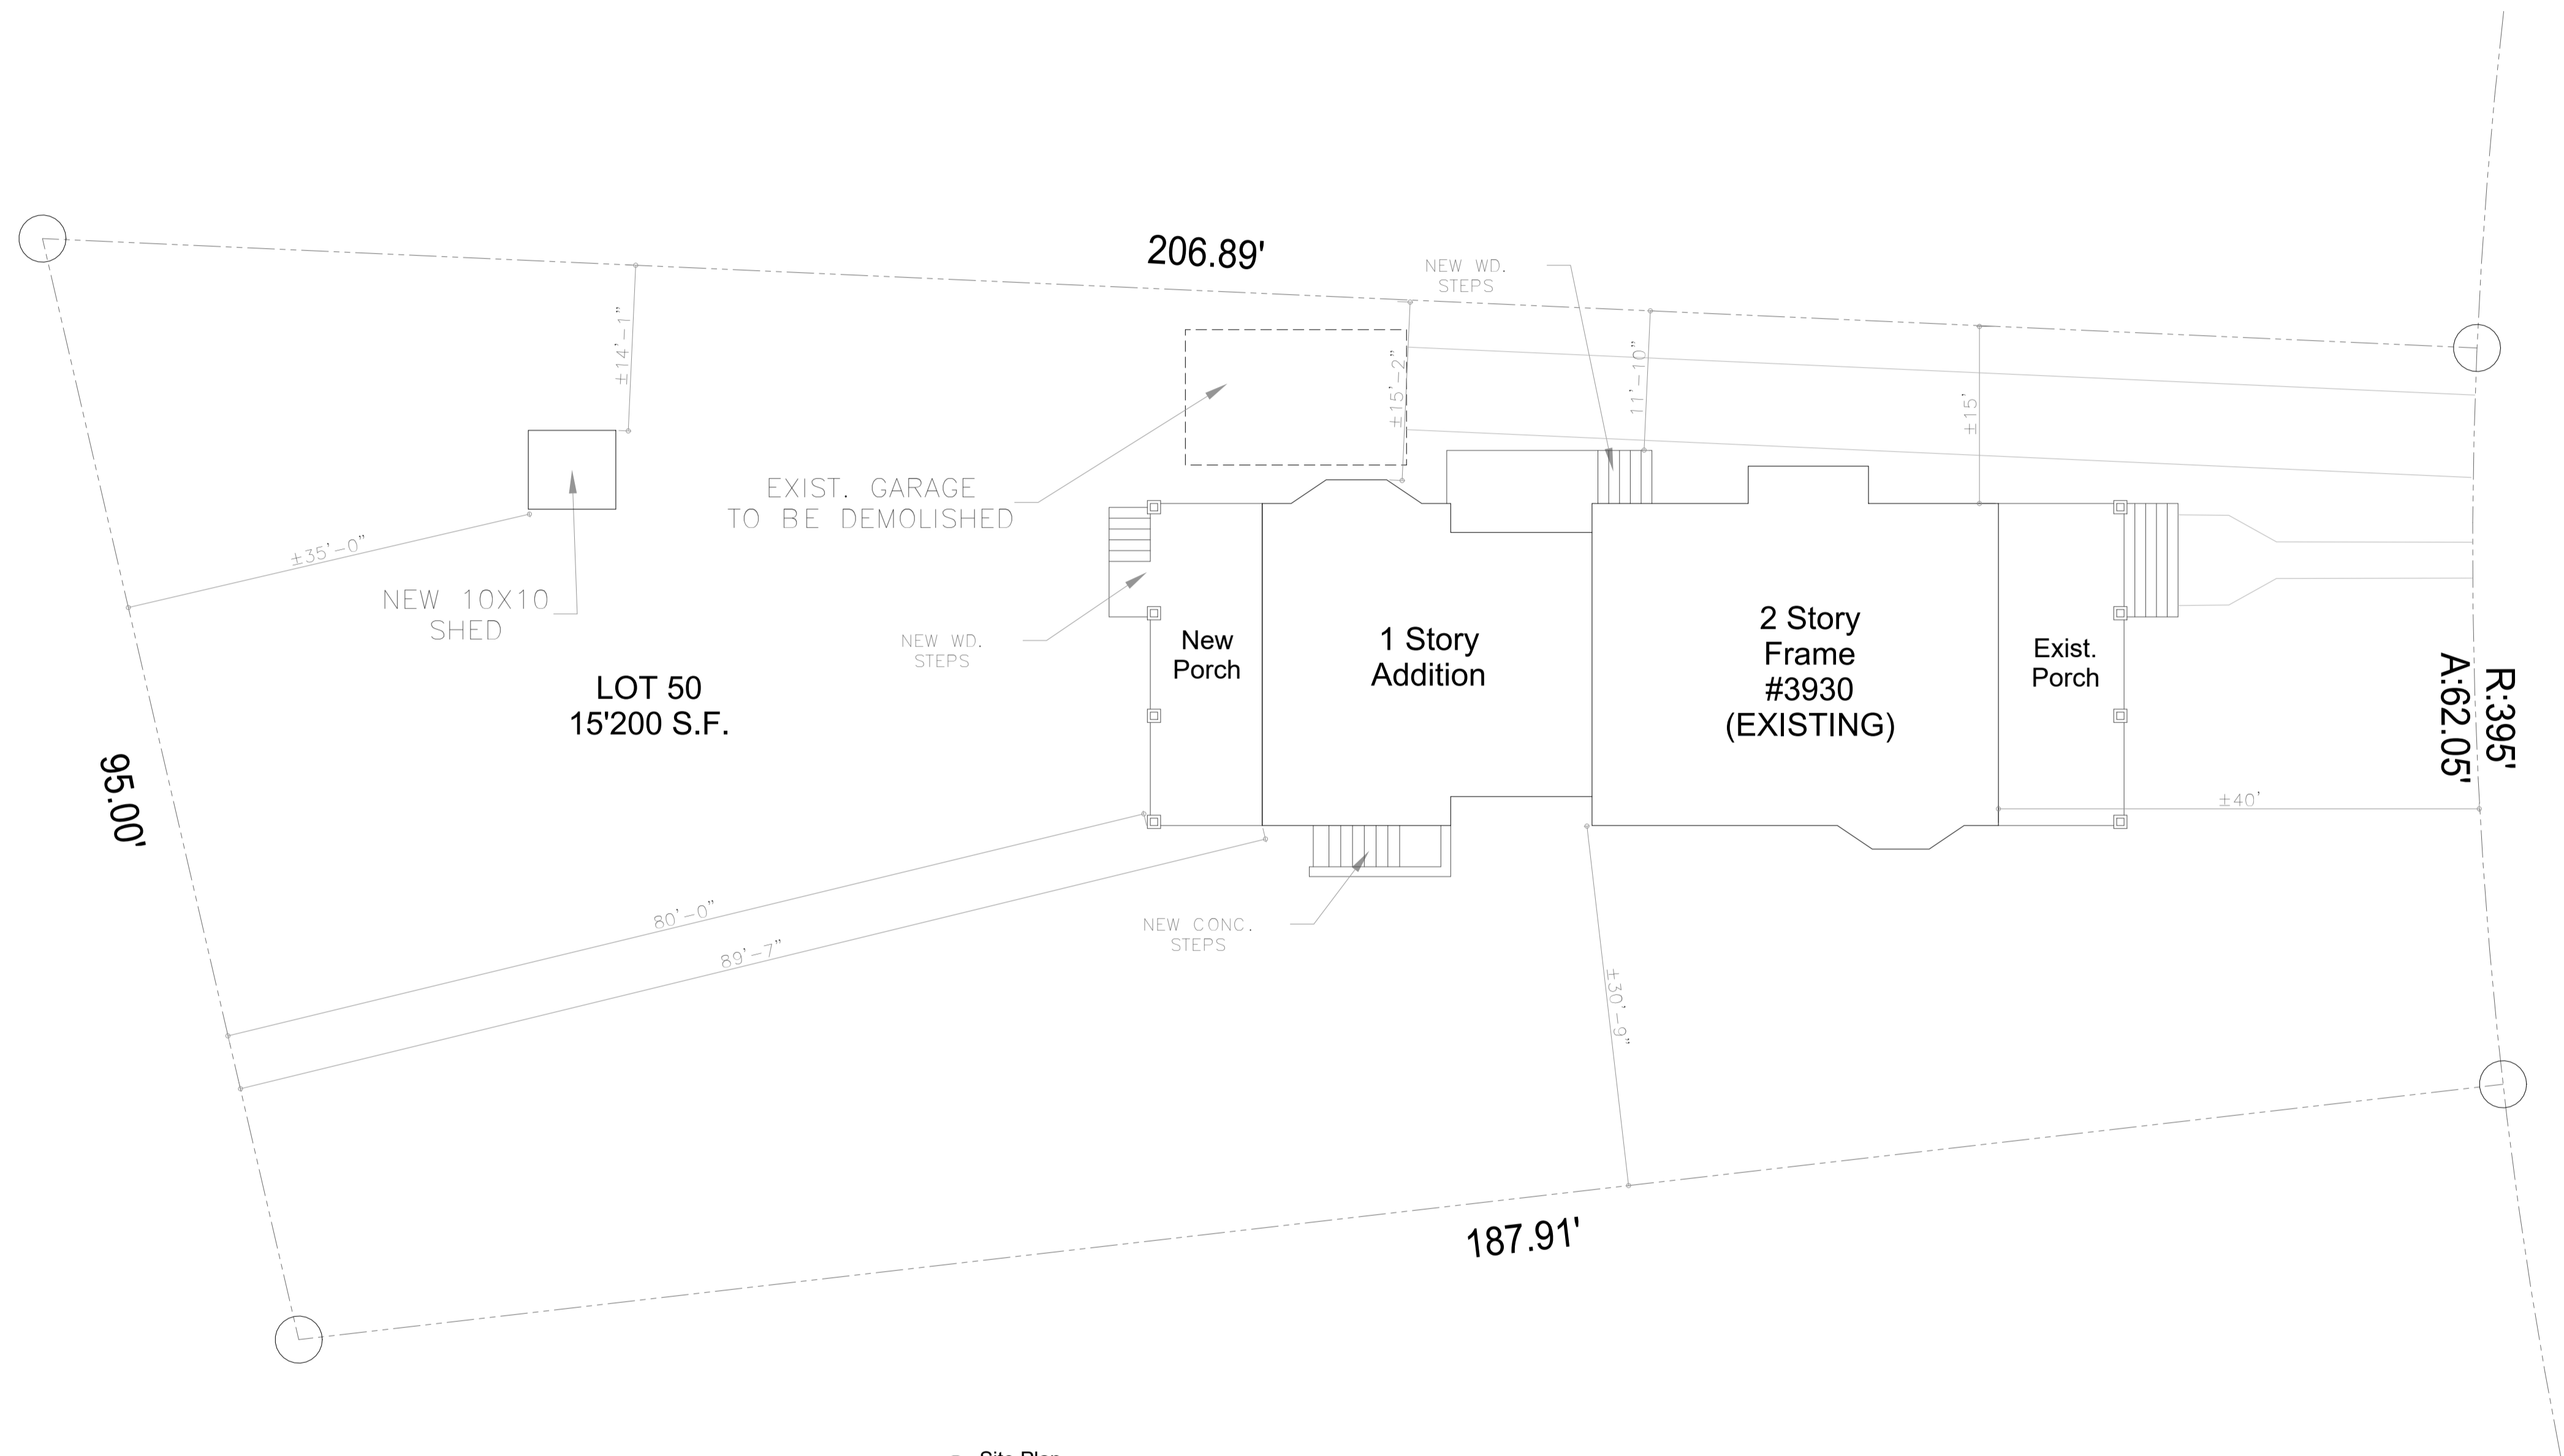 206.89'
NEW WD.
STEPS
±14'-1"
±15'-2"
11'-10"
±15'
EXIST. GARAGE
TO BE DEMOLISHED
±35'-0"
NEW 10X10
SHED
NEW WD.
STEPS
New
Porch
1 Story
Addition
2 Story
Frame
#3930
(EXISTING)
Exist.
Porch
R:395'
A:62.05'
LOT 50
15'200 S.F.
95.00'
±40'
80'-0"
89'-7"
NEW CONC.
STEPS
±30'-9"
187.91'
Site Plan